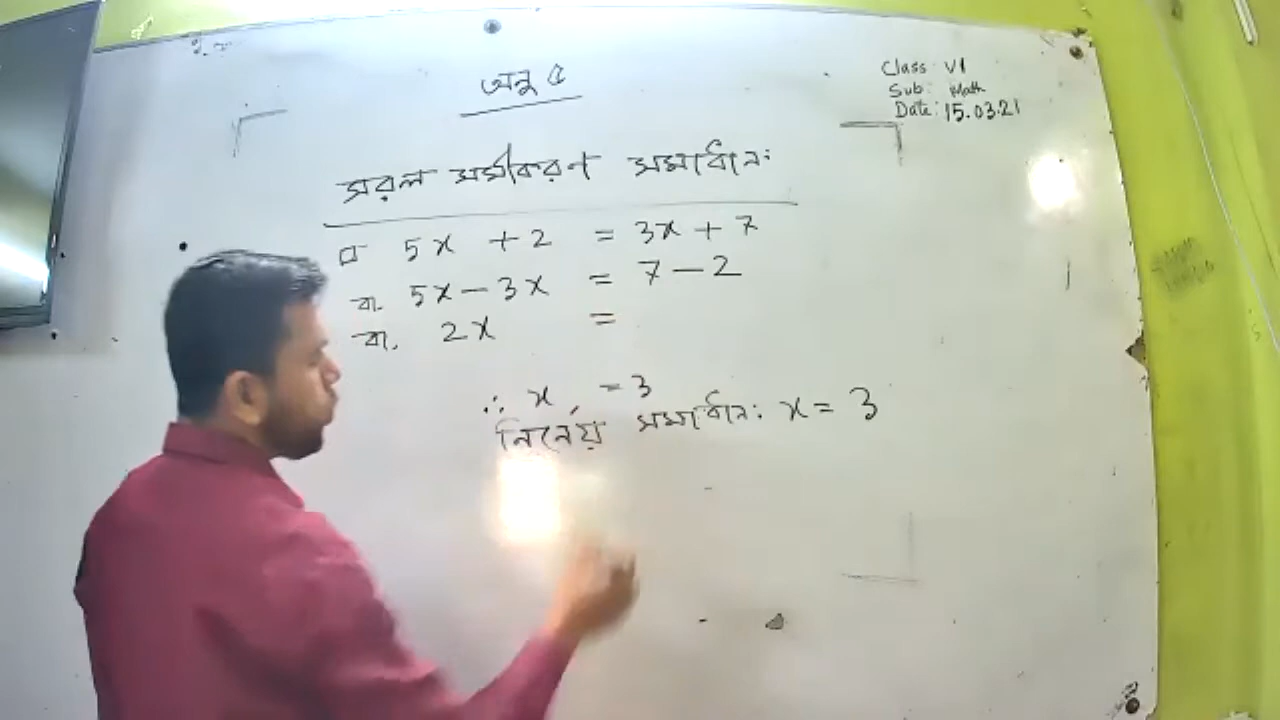 অনু ৫
Class: VI
Sub: Math
Date: 15.03.21
সরল সমীকরণ সমাধান:
5x + 2 = 3x + 7
বা, 5x - 3x = 7 - 2
বা, 2x =
∴ x = 3
নির্নেয় সমাধান: x = 3